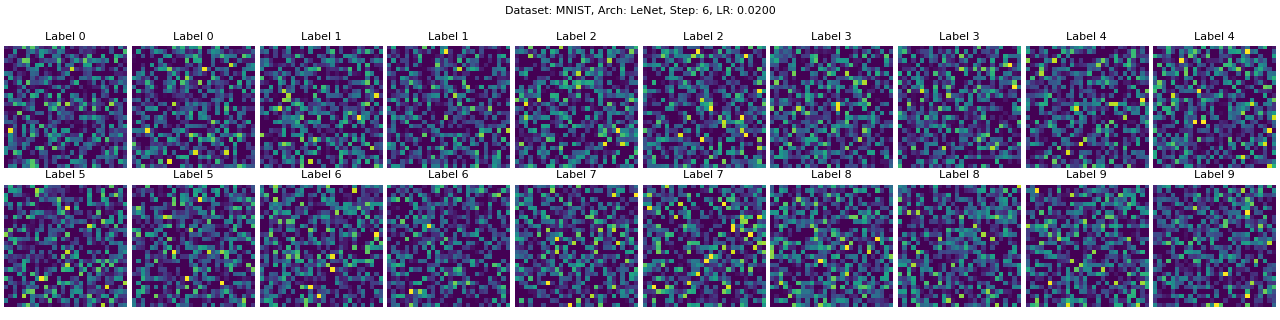 Dataset: MNIST, Arch: LeNet, Step: 6, LR: 0.0200
Label 0 Label 0 Label 1 Label 1 Label 2 Label 2 Label 3 Label 3 Label 4 Label 4
Label 5 Label 5 Label 6 Label 6 Label 7 Label 7 Label 8 Label 8 Label 9 Label 9